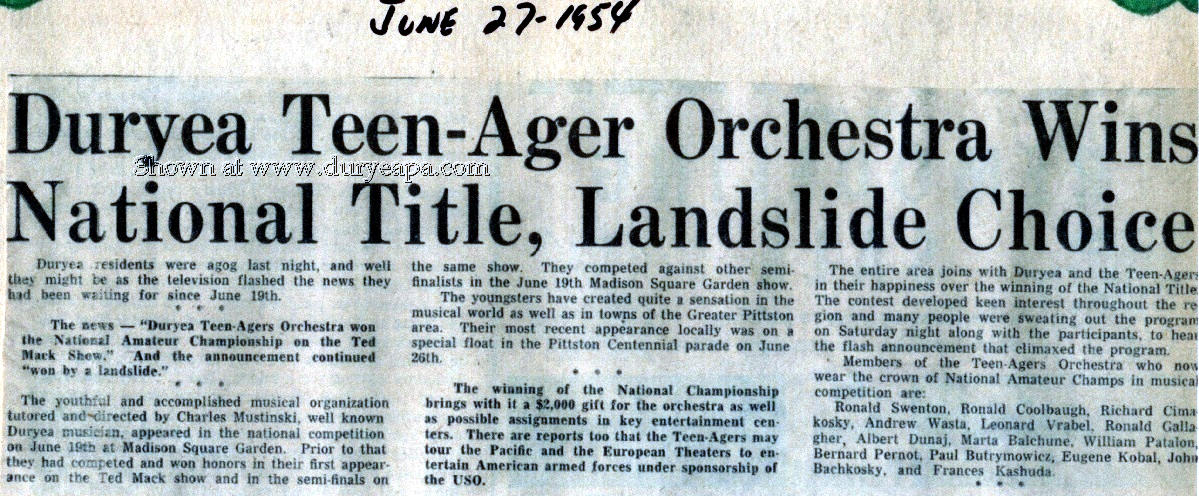 JUNE 27-1954
Duryea Teen-Ager Orchestra Wins
Shown at www.duryeapa.com
National Title, Landslide Choice
Duryea residents were agog last night, and well
they might be as the television flashed the news they
had been waiting for since June 19th.
* * *
The news — "Duryea Teen-Agers Orchestra won
the National Amateur Championship on the Ted
Mack Show." And the announcement continued
"won by a landslide."
* * *
The youthful and accomplished musical organization
tutored and directed by Charles Mustinski, well known
Duryea musician, appeared in the national competition
on June 19th at Madison Square Garden. Prior to that
they had competed and won honors in their first appear-
ance on the Ted Mack show and in the semi-finals on
the same show. They competed against other semi-
finalists in the June 19th Madison Square Garden show.
The youngsters have created quite a sensation in the
musical world as well as in towns of the Greater Pittston
area. Their most recent appearance locally was on a
special float in the Pittston Centennial parade on June
26th.
* * *
The winning of the National Championship
brings with it a $2,000 gift for the orchestra as well
as possible assignments in key entertainment cen-
ters. There are reports too that the Teen-Agers may
tour the Pacific and the European Theaters to en-
tertain American armed forces under sponsorship of
the USO.
The entire area joins with Duryea and the Teen-Agers
in their happiness over the winning of the National Title.
The contest developed keen interest throughout the re
gion and many people were sweating out the program
on Saturday night along with the participants, to hear
the flash announcement that climaxed the program.
Members of the Teen-Agers Orchestra who now
wear the crown of National Amateur Champs in musical
competition are:
Ronald Swenton, Ronald Coolbaugh, Richard Cima
kosky, Andrew Wasta, Leonard Vrabel, Ronald Galla
gher, Albert Dunaj, Marta Balchune, William Patalon,
Bernard Pernot, Paul Butrymowicz, Eugene Kobal, John
Bachkosky, and Frances Kashuda.
* * *